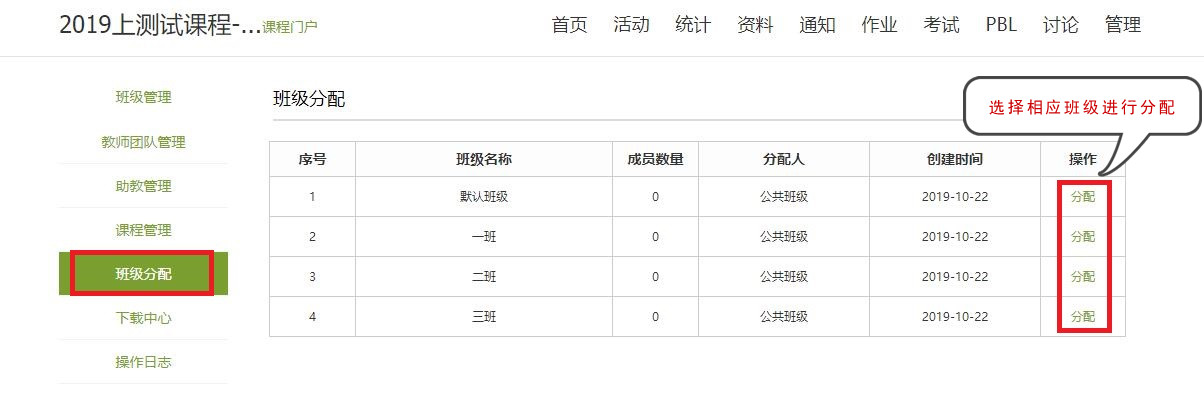 2019上测试课程-...课程门户 首页 活动 统计 资料 通知 作业 考试 PBL 讨论 管理
班级管理
教师团队管理
助教管理
课程管理
班级分配
下载中心
操作日志
班级分配
选择相应班级进行分配
序号 班级名称 成员数量 分配人 创建时间 操作
1 默认班级 0 公共班级 2019-10-22 分配
2 一班 0 公共班级 2019-10-22 分配
3 二班 0 公共班级 2019-10-22 分配
4 三班 0 公共班级 2019-10-22 分配